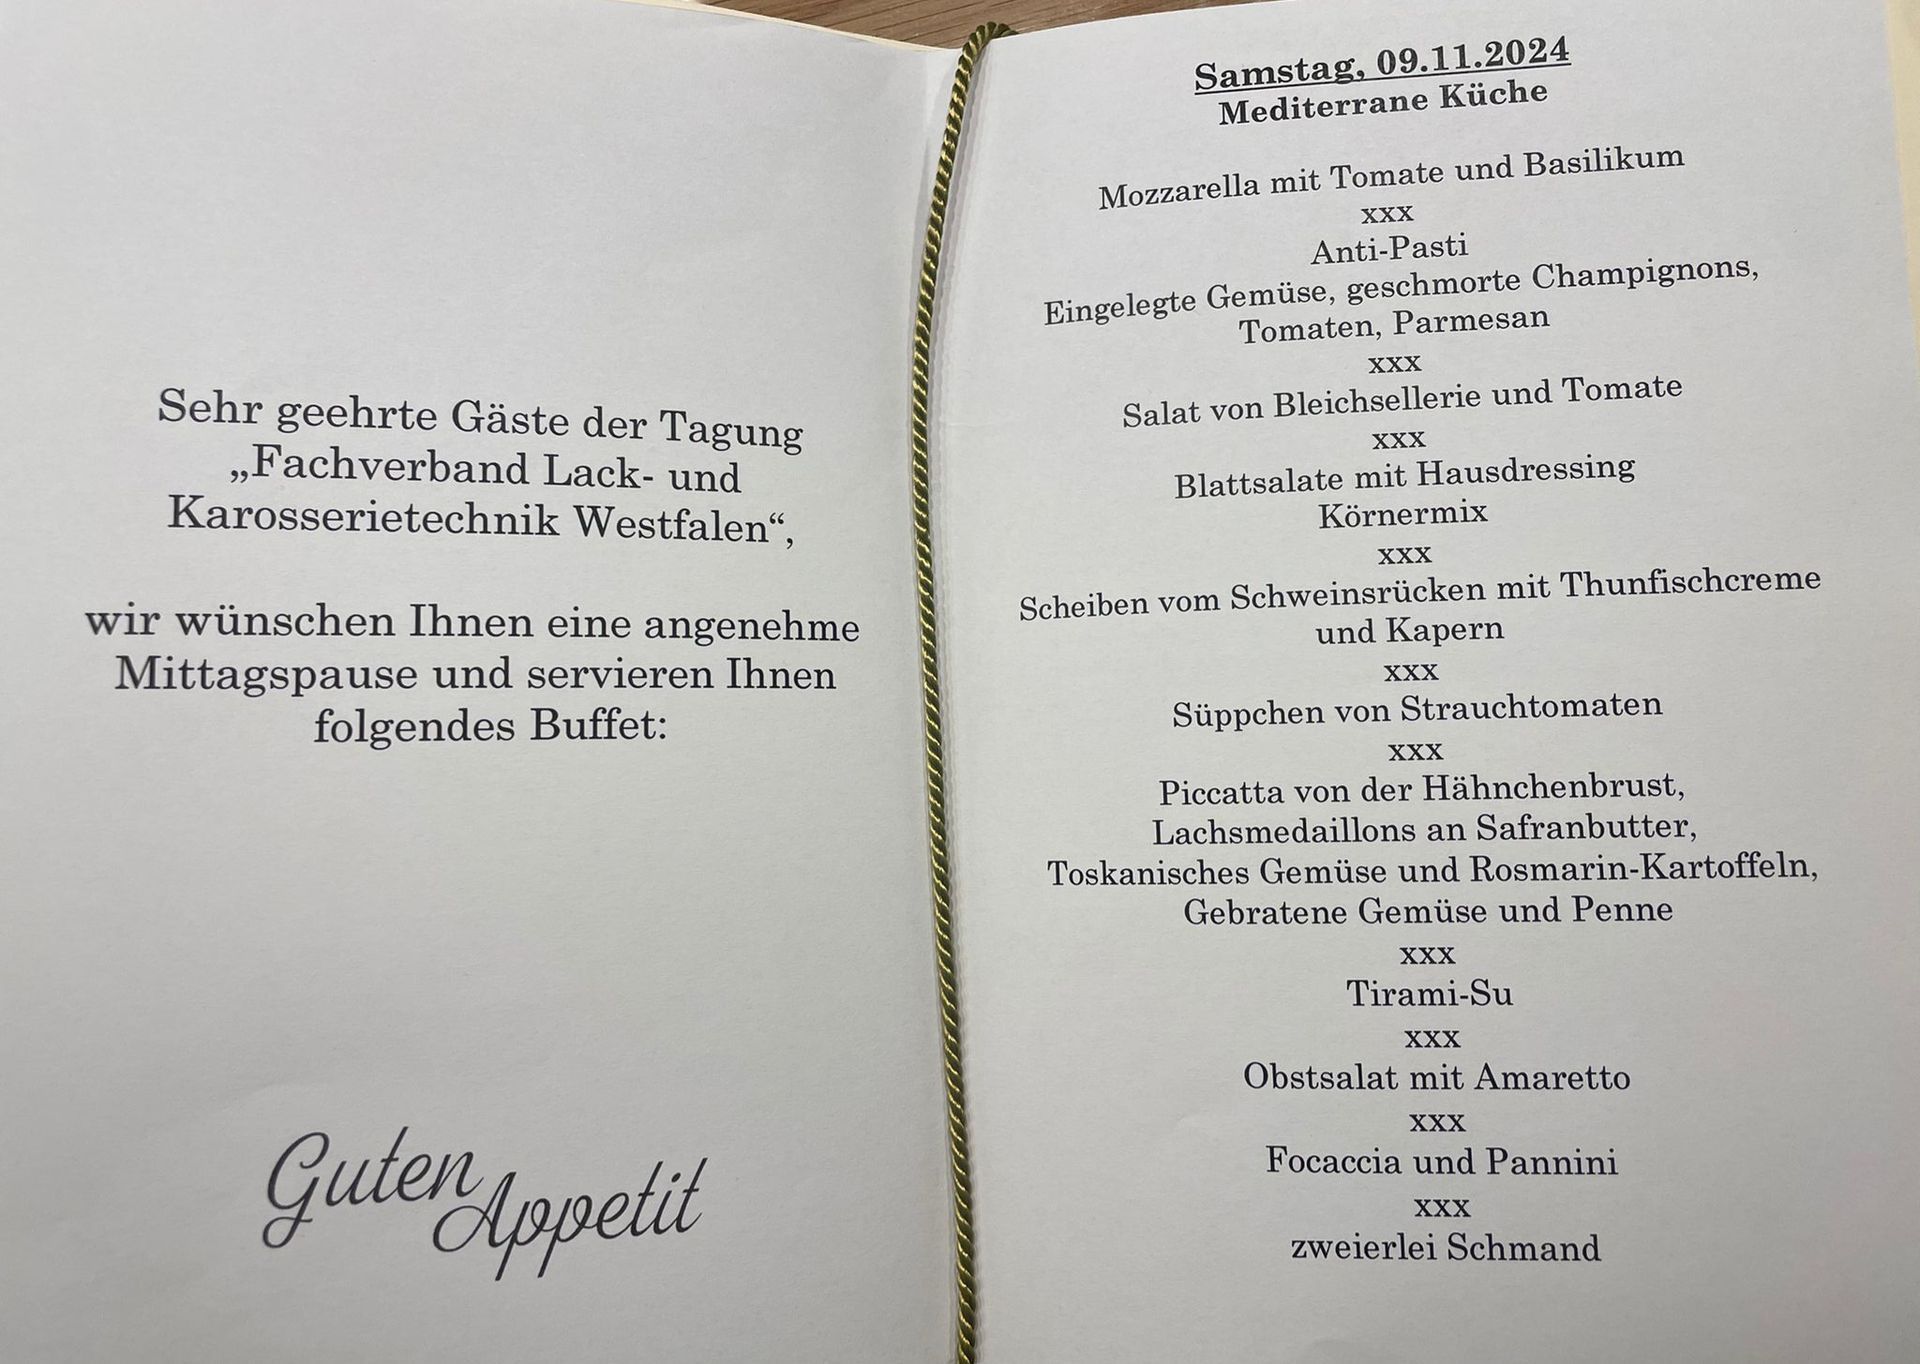 Sehr geehrte Gäste der Tagung
„Fachverband Lack- und
Karosserietechnik Westfalen“,
wir wünschen Ihnen eine angenehme
Mittagspause und servieren Ihnen
folgendes Buffet:
Guten
Appetit
Samstag, 09.11.2024
Mediterrane Küche
Mozzarella mit Tomate und Basilikum
xxx
Anti-Pasti
Eingelegte Gemüse, geschmorte Champignons,
Tomaten, Parmesan
xxx
Salat von Bleichsellerie und Tomate
xxx
Blattsalate mit Hausdressing
Körnermix
xxx
Scheiben vom Schweinsrücken mit Thunfischcreme
und Kapern
xxx
Süppchen von Strauchtomaten
xxx
Piccatta von der Hähnchenbrust,
Lachsmedaillons an Safranbutter,
Toskanisches Gemüse und Rosmarin-Kartoffeln,
Gebratene Gemüse und Penne
xxx
Tirami-Su
xxx
Obstsalat mit Amaretto
xxx
Focaccia und Pannini
xxx
zweierlei Schmand